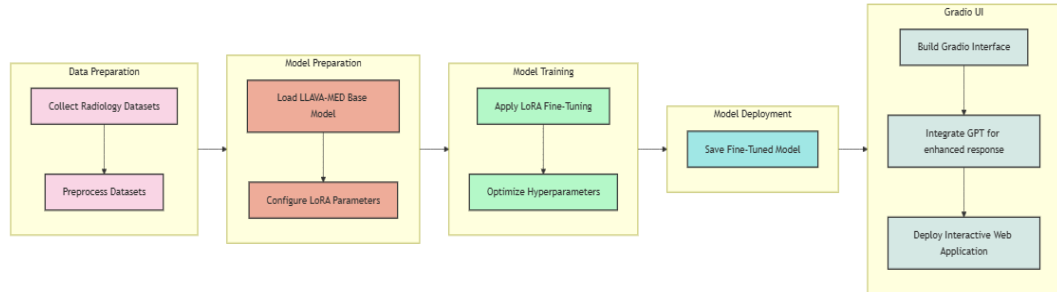 Data Preparation
Collect Radiology Datasets
Preprocess Datasets
Model Preparation
Load LLAVA-MED Base
Model
Configure LoRA Parameters
Model Training
Apply LoRA Fine-Tuning
Optimize Hyperparameters
Model Deployment
Save Fine-Tuned Model
Gradio UI
Build Gradio Interface
Integrate GPT for
enhanced response
Deploy Interactive Web
Application